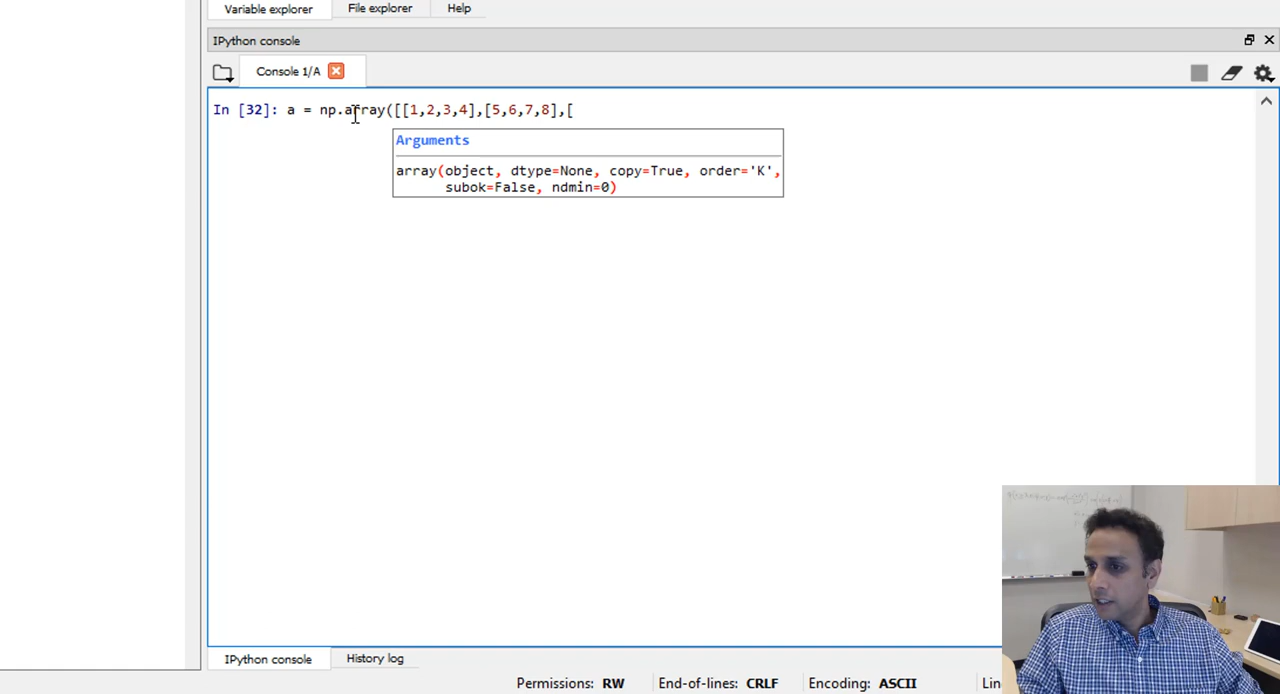 Variable explorer File explorer Help
IPython console
Console 1/A
In [32]: a = np.array([[1,2,3,4],[5,6,7,8],[
Arguments
array(object, dtype=None, copy=True, order='K',
subok=False, ndmin=0)
IPython console History log
Permissions: RW End-of-lines: CRLF Encoding: ASCII Lin